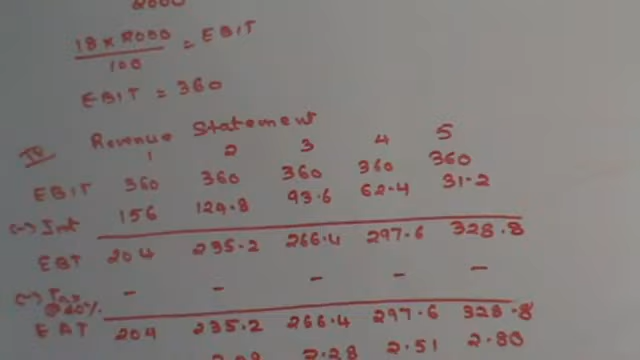 2000
18 x 2000 = EBIT
100
EBIT = 360
IV Revenue Statement
1 2 3 4 5
EBIT 360 360 360 360 360
(-) Int 156 124.8 93.6 62.4 31.2
EBT 204 235.2 266.4 297.6 328.8
(-) Tax - - - - -
EAT 204 235.2 266.4 297.6 328.8
2.28 2.51 2.80